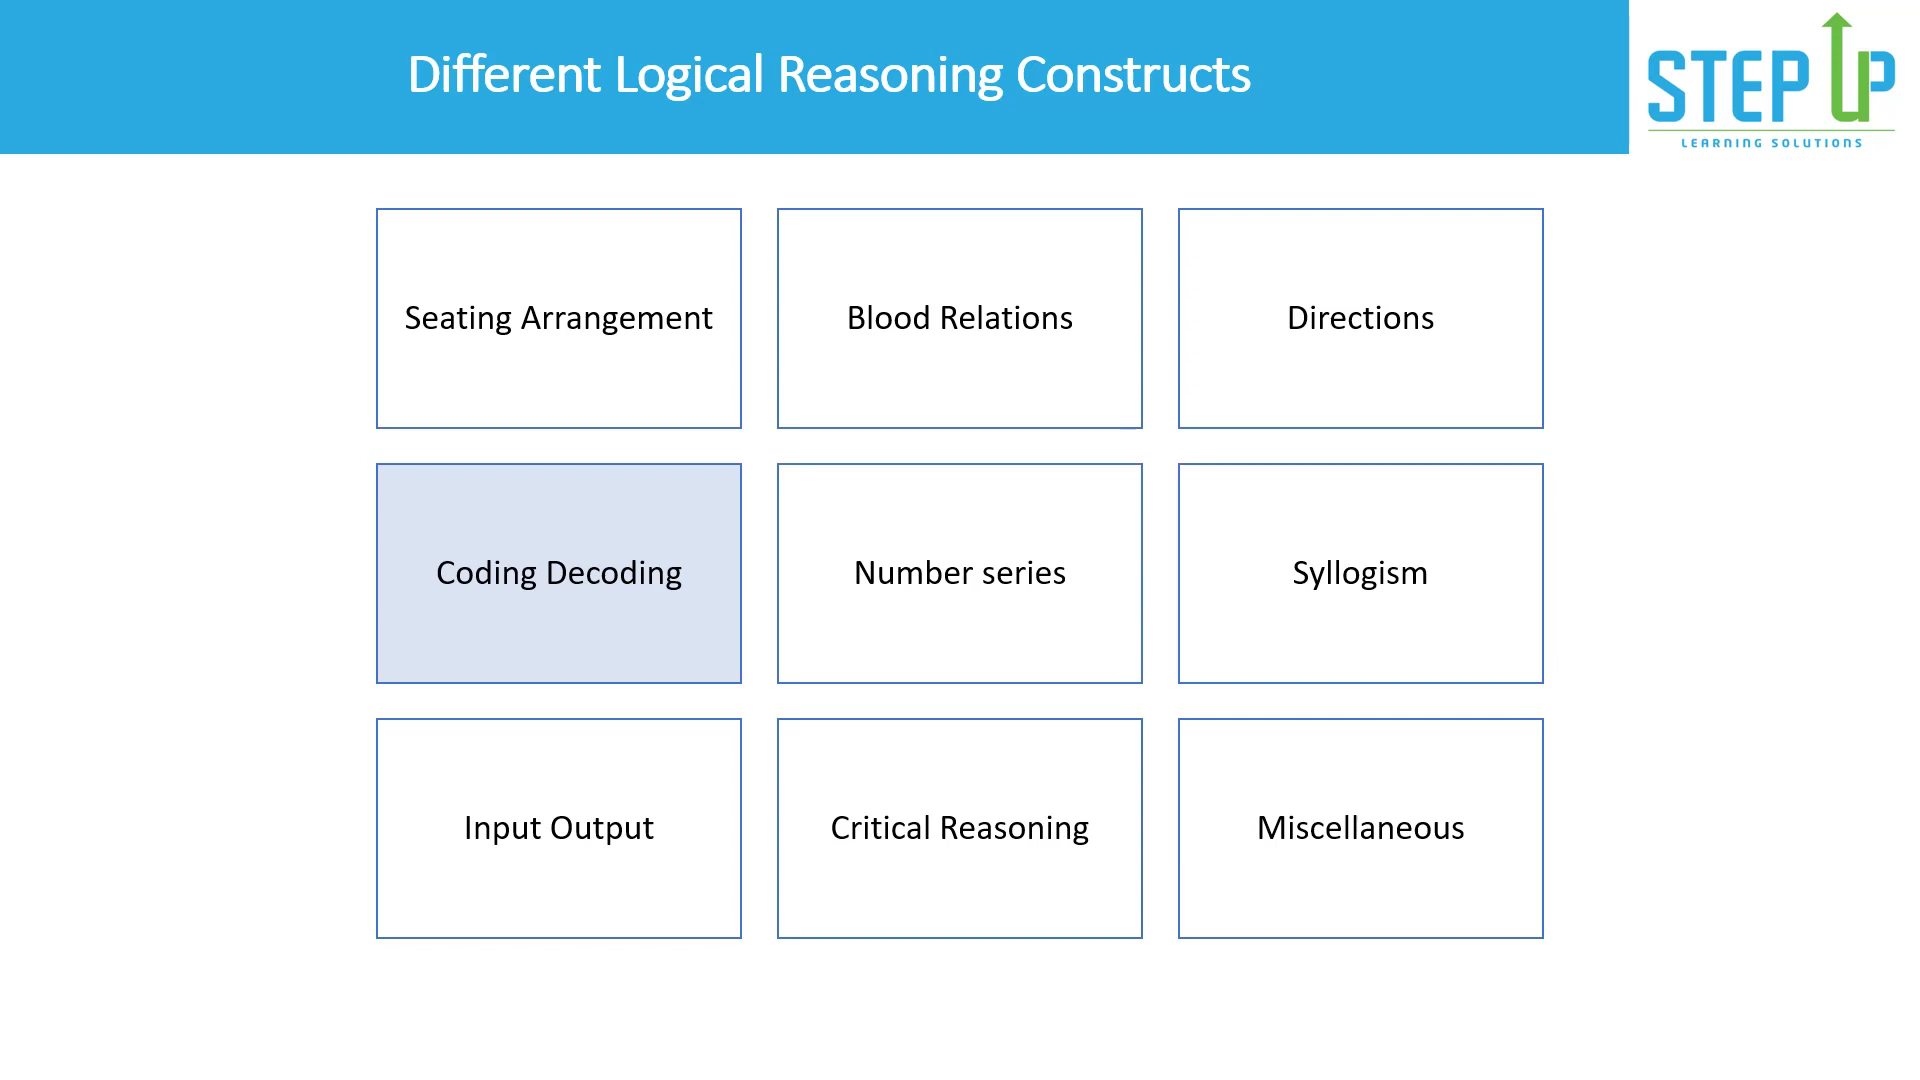 Different Logical Reasoning Constructs
STEP UP
LEARNING SOLUTIONS
Seating Arrangement
Blood Relations
Directions
Coding Decoding
Number series
Syllogism
Input Output
Critical Reasoning
Miscellaneous